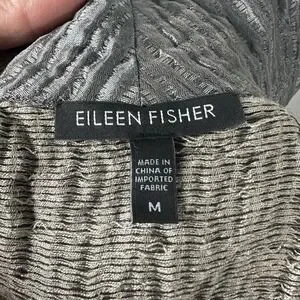 EILEEN FISHER
MADE IN
CHINA OF
IMPORTED
FABRIC
M